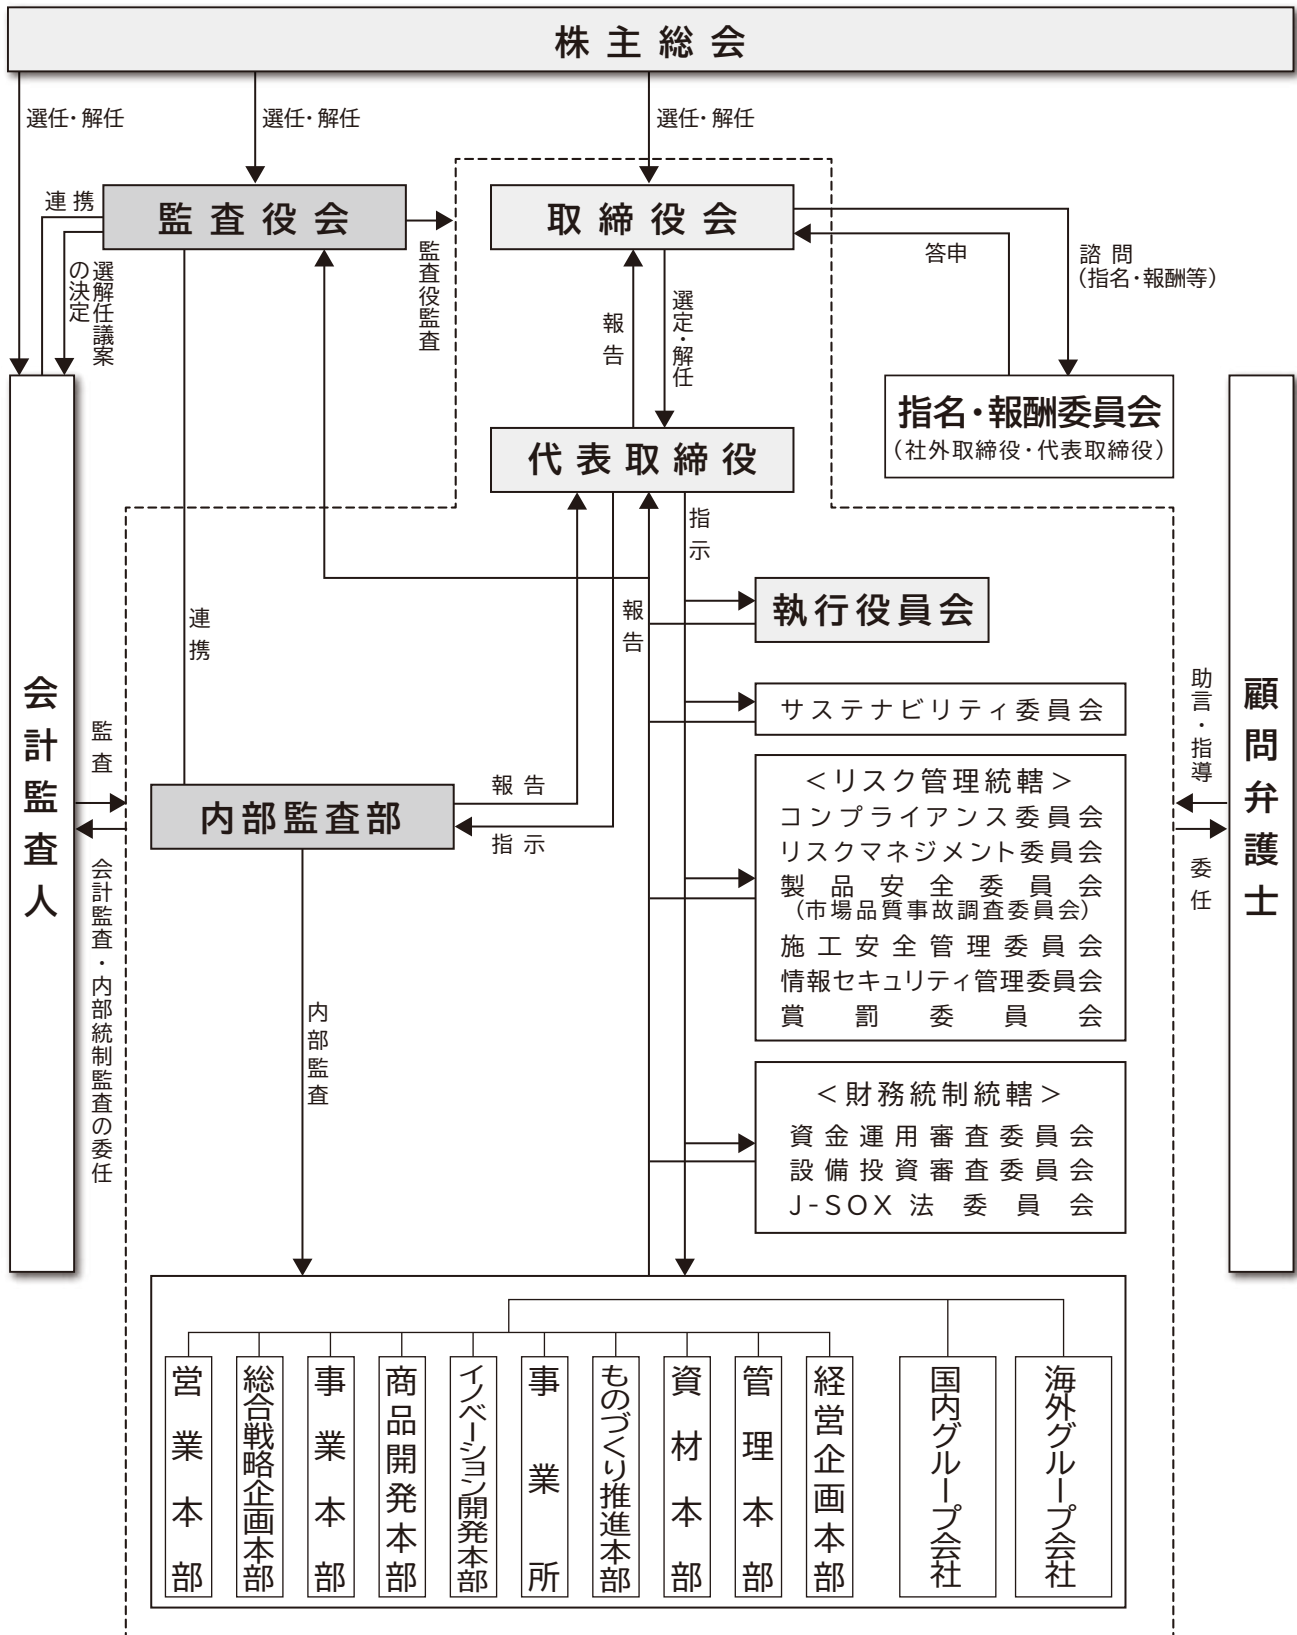 株主総会
選任・解任
選任・解任
選任・解任
連携
監査役会
取締役会
監査役監査
選解任議案
の決定
答申
諮問
(指名・報酬等)
報告
選定・解任
指名・報酬委員会
(社外取締役・代表取締役)
代表取締役
指示
執行役員会
報告
連携
サステナビリティ委員会
会計監査人
監査
会計監査・内部統制監査の委任
顧問弁護士
助言・指導
委任
内部監査部
報告
指示
<リスク管理統轄>
コンプライアンス委員会
リスクマネジメント委員会
製品安全委員会
(市場品質事故調査委員会)
施工安全管理委員会
情報セキュリティ管理委員会
賞罰委員会
内部監査
<財務統制統轄>
資金運用審査委員会
設備投資審査委員会
J-SOX法委員会
営業本部
総合戦略企画本部
事業本部
商品開発本部
イノベーション開発本部
事業所
ものづくり推進本部
資材本部
管理本部
経営企画本部
国内グループ会社
海外グループ会社